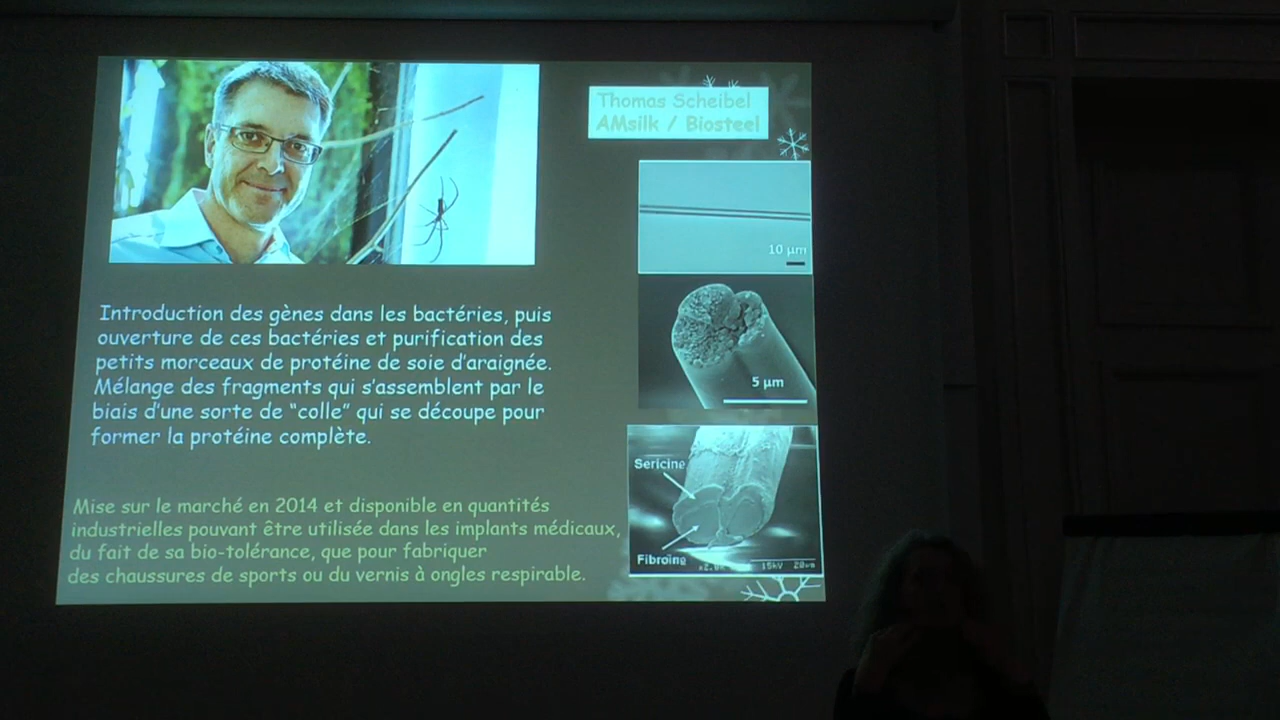 Thomas Scheibel
AMsilk / Biosteel
10 µm
5 µm
Introduction des gènes dans les bactéries, puis
ouverture de ces bactéries et purification des
petits morceaux de protéine de soie d'araignée.
Mélange des fragments qui s'assemblent par le
biais d'une sorte de "colle" qui se découpe pour
former la protéine complète.
Sericine
Fibroine
15kV 20µm
Mise sur le marché en 2014 et disponible en quantités
industrielles pouvant être utilisée dans les implants médicaux,
du fait de sa bio-tolérance, que pour fabriquer
des chaussures de sports ou du vernis à ongles respirable.